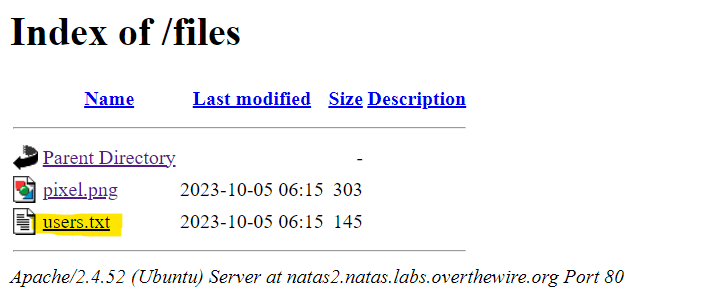 Index of /files
Name Last modified Size Description
Parent Directory -
pixel.png 2023-10-05 06:15 303
users.txt 2023-10-05 06:15 145
Apache/2.4.52 (Ubuntu) Server at natas2.natas.labs.overthewire.org Port 80